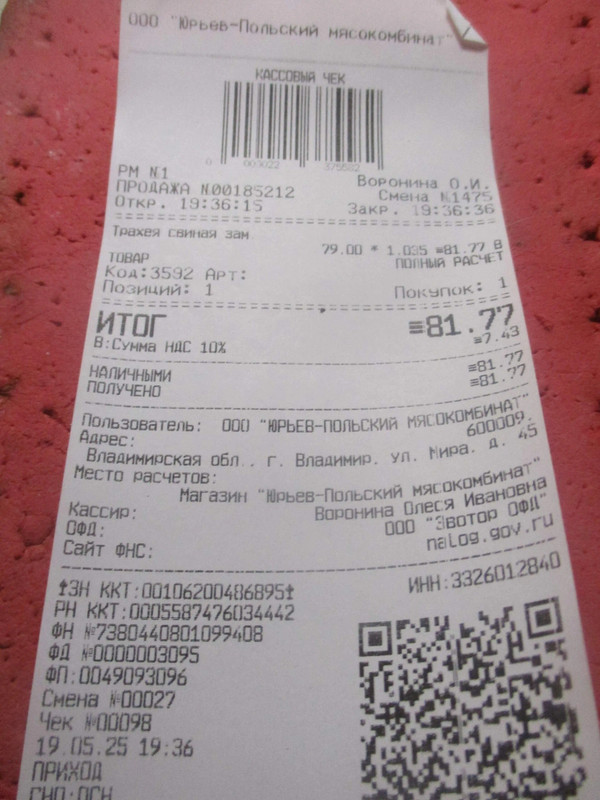 ООО "Юрьев-Польский мясокомбинат"
КАССОВЫЙ ЧЕК
РМ №1 Воронина О.И.
ПРОДАЖА №00185212 Смена №1475
Откр. 19:36:15 Закр. 19:36:36
Трахея свиная зам
79.00 * 1.035 ≡81.77 В
ТОВАР ПОЛНЫЙ РАСЧЕТ
Код:3592 Арт:
Позиций: 1 Покупок: 1
ИТОГ ≡81.77
В:Сумма НДС 10% ≡7.43
НАЛИЧНЫМИ ≡81.77
ПОЛУЧЕНО ≡81.77
Пользователь: ООО "ЮРЬЕВ-ПОЛЬСКИЙ МЯСОКОМБИНАТ"
Адрес: 600009,
Владимирская обл., г. Владимир, ул. Мира, д. 45
Место расчетов:
Магазин "Юрьев-Польский мясокомбинат"
Кассир: Воронина Олеся Ивановна
ОФД: ООО "Эвотор ОФД"
Сайт ФНС: nalog.gov.ru
ЗН ККТ:00106200486895 ИНН:3326012840
РН ККТ:0005587476034442
ФН №7380440801099408
ФД №0000003095
ФП:0049093096
Смена №00027
Чек №00098
19.05.25 19:36
ПРИХОД
СНО:ОСН